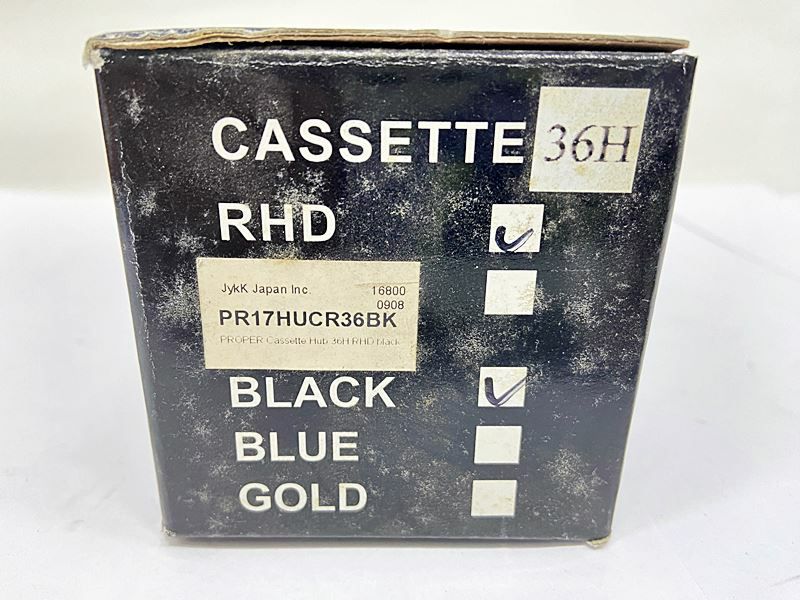 CASSETTE 36H
RHD
JykK Japan Inc. 16800
0908
PR17HUCR36BK
PROPER Cassette Hub 36H RHD black
BLACK
BLUE
GOLD